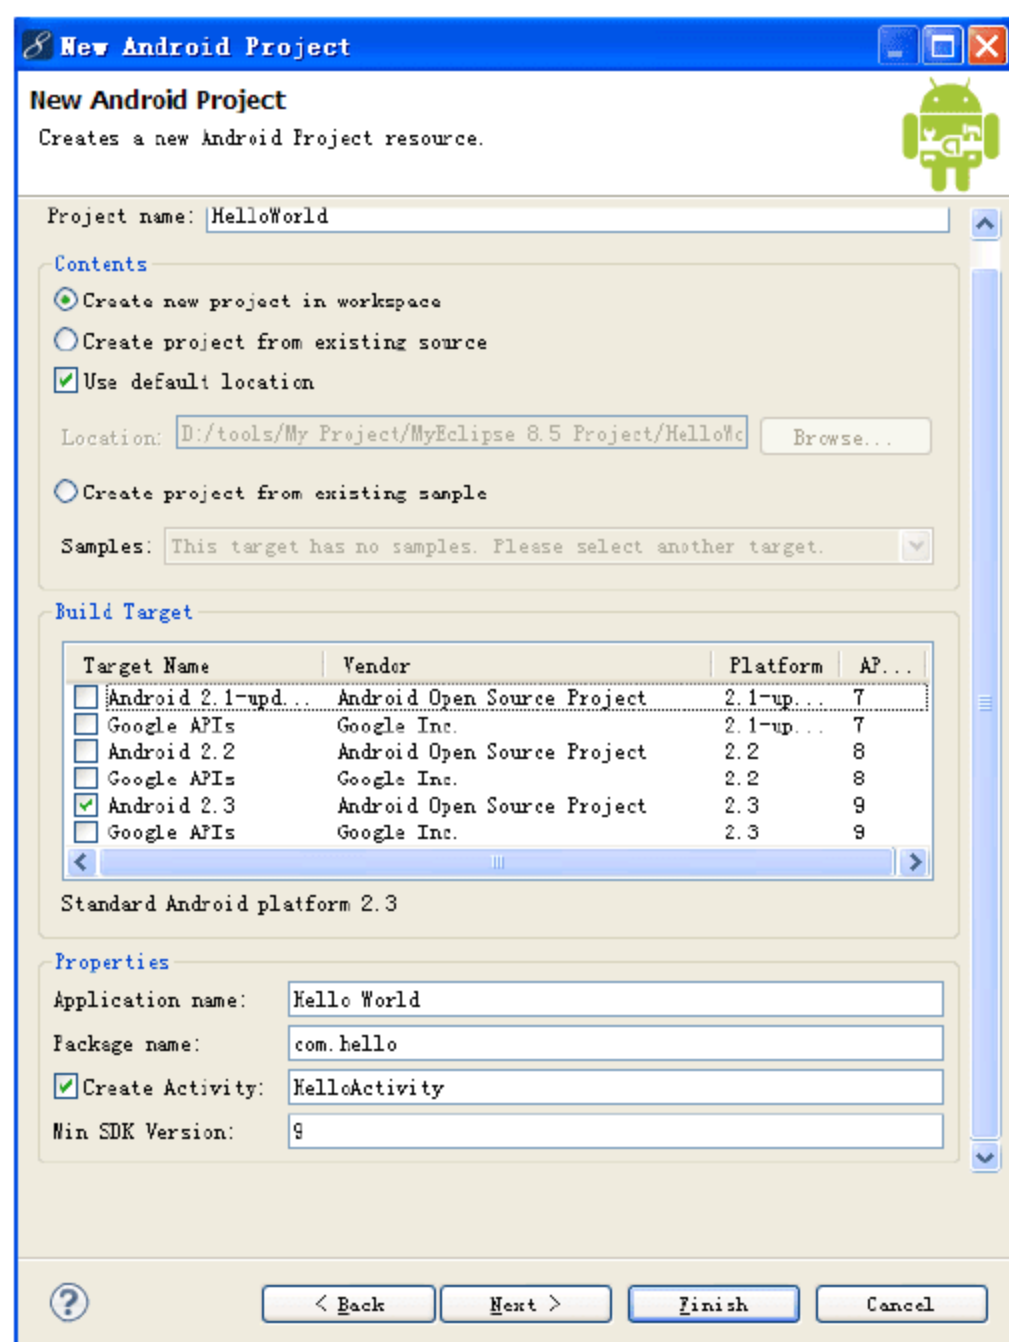 New Android Project
New Android Project
Creates a new Android Project resource.
Project name: HelloWorld
Contents
Create new project in workspace
Create project from existing source
Use default location
Location: D:/tools/My Project/MyEclipse 8.5 Project/HelloWo Browse...
Create project from existing sample
Samples: This target has no samples. Please select another target.
Build Target
Target Name Vendor Platform AP...
Android 2.1-upd... Android Open Source Project 2.1-up... 7
Google APIs Google Inc. 2.1-up... 7
Android 2.2 Android Open Source Project 2.2 8
Google APIs Google Inc. 2.2 8
Android 2.3 Android Open Source Project 2.3 9
Google APIs Google Inc. 2.3 9
Standard Android platform 2.3
Properties
Application name: Hello World
Package name: com.hello
Create Activity: HelloActivity
Min SDK Version: 9
? < Back Next > Finish Cancel